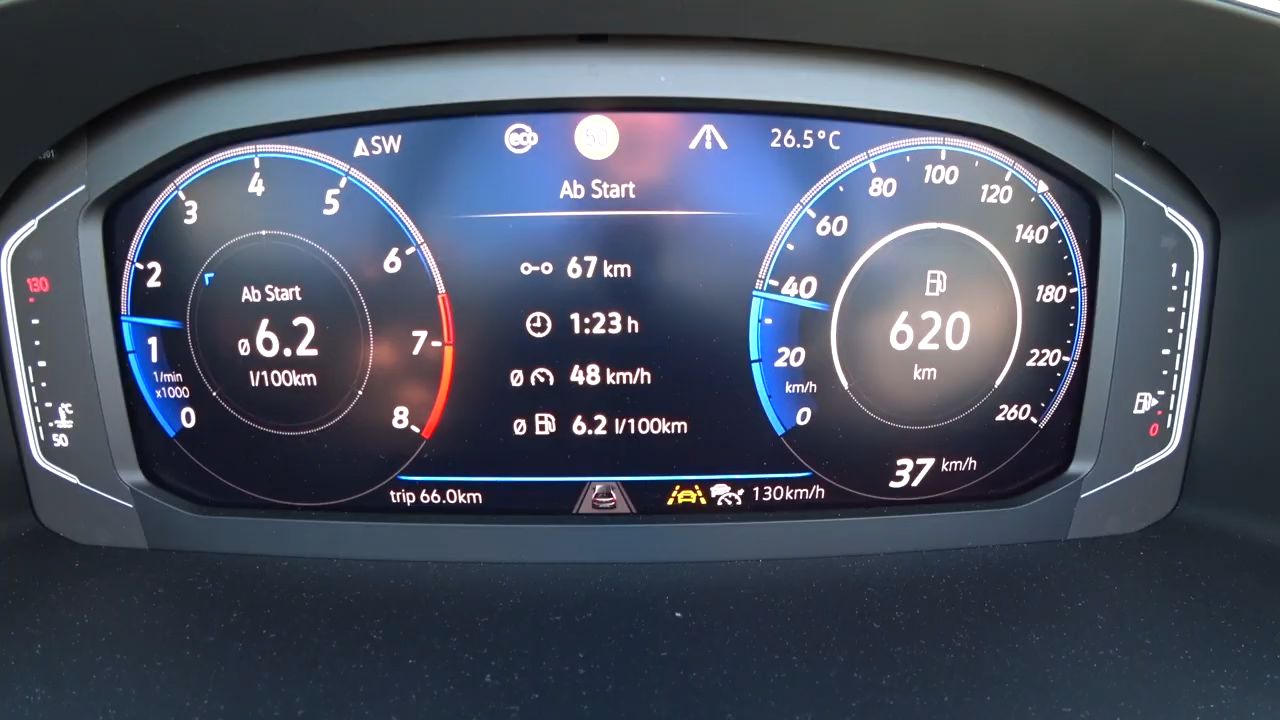 SW
eco
50
26.5°C
Ab Start
67 km
1:23 h
Ø 48 km/h
Ø 6.2 l/100km
trip 66.0km
130km/h
0
1
2
3
4
5
6
7
8
1/min
x1000
Ab Start
Ø 6.2
l/100km
0
20
40
60
80
100
120
140
180
220
260
km/h
620
km
37 km/h
130
°C
50
1
0